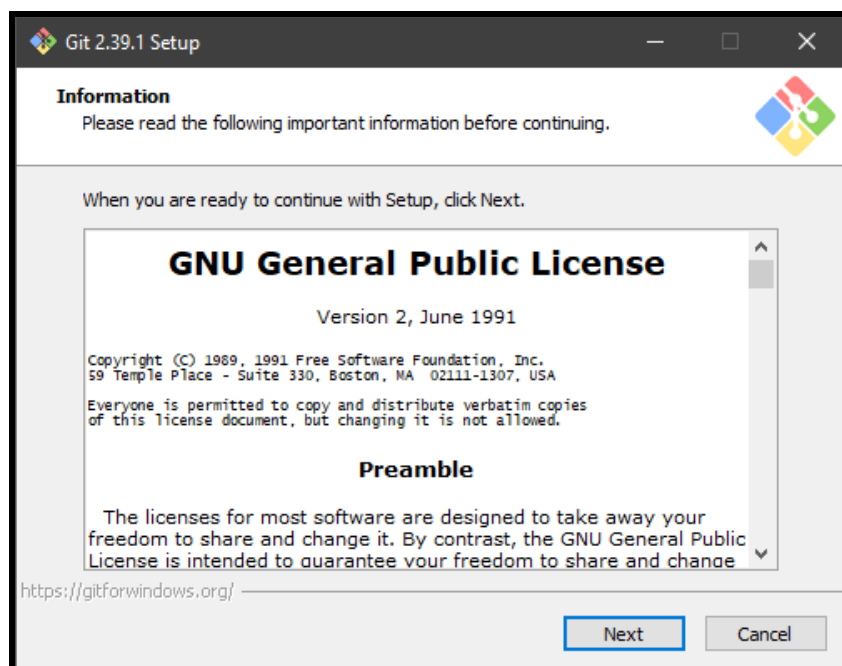 Git 2.39.1 Setup
Information
Please read the following important information before continuing.
When you are ready to continue with Setup, click Next.
GNU General Public License
Version 2, June 1991
Copyright (C) 1989, 1991 Free Software Foundation, Inc.
59 Temple Place - Suite 330, Boston, MA  02111-1307, USA
Everyone is permitted to copy and distribute verbatim copies
of this license document, but changing it is not allowed.
Preamble
The licenses for most software are designed to take away your
freedom to share and change it. By contrast, the GNU General Public
License is intended to guarantee your freedom to share and change
https://gitforwindows.org/
Next
Cancel